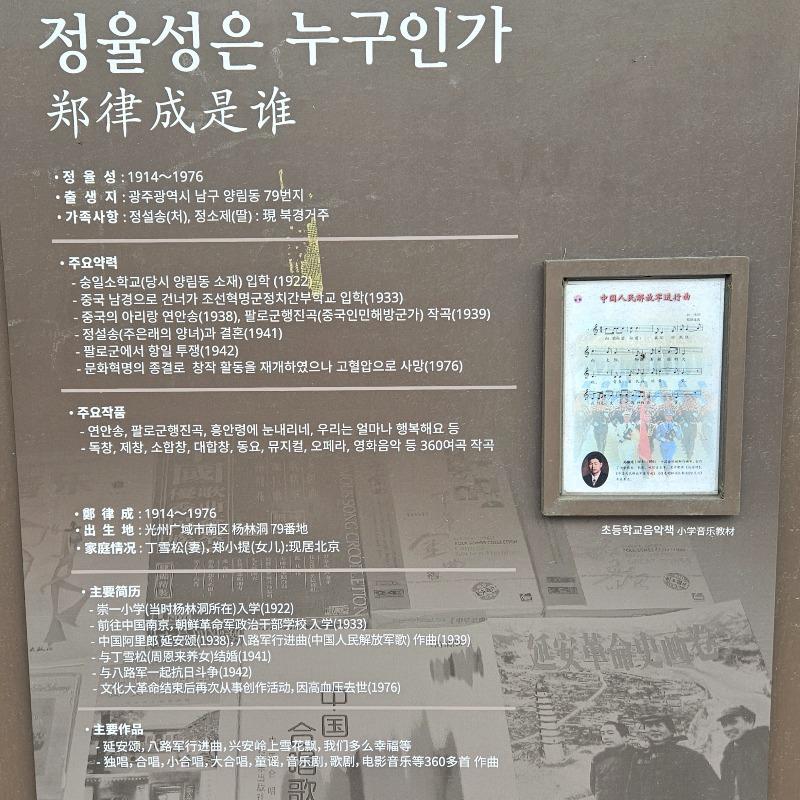 정율성은 누구인가
郑律成是谁
• 정 율 성 : 1914～1976
• 출 생 지 : 광주광역시 남구 양림동 79번지
• 가족사항 : 정설송(처), 정소제(딸) : 現 북경거주
• 주요약력
- 숭일소학교(당시 양림동 소재) 입학 (1922)
- 중국 남경으로 건너가 조선혁명군정치간부학교 입학(1933)
- 중국의 아리랑 연안송(1938), 팔로군행진곡(중국인민해방군가) 작곡(1939)
- 정설송(주은래의 양녀)과 결혼(1941)
- 팔로군에서 항일 투쟁(1942)
- 문화혁명의 종결로 창작 활동을 재개하였으나 고혈압으로 사망(1976)
• 주요작품
- 연안송, 팔로군행진곡, 흥안령에 눈내리네, 우리는 얼마나 행복해요 등
- 독창, 제창, 소합창, 대합창, 동요, 뮤지컬, 오페라, 영화음악 등 360여곡 작곡
中国人民解放军进行曲
초등학교음악책 小学音乐教材
• 鄭 律 成 : 1914～1976
• 出 生 地 : 光州广域市南区 杨林洞 79番地
• 家庭情况 : 丁雪松(妻), 郑小提(女儿):现居北京
• 主要简历
- 崇一小学(当时杨林洞所在)入学(1922)
- 前往中国南京, 朝鲜革命军政治干部学校 入学(1933)
- 中国阿里郎 延安颂(1938), 八路军行进曲(中国人民解放军歌) 作曲(1939)
- 与丁雪松(周恩来养女)结婚(1941)
- 与八路军一起抗日斗争(1942)
- 文化大革命结束后再次从事创作活动, 因高血压去世(1976)
• 主要作品
- 延安颂, 八路军行进曲, 兴安岭上雪花飘, 我们多么幸福等
- 独唱, 合唱, 小合唱, 大合唱, 童谣, 音乐剧, 歌剧, 电影音乐等360多首 作曲
延安革命史画卷
中国
合唱歌